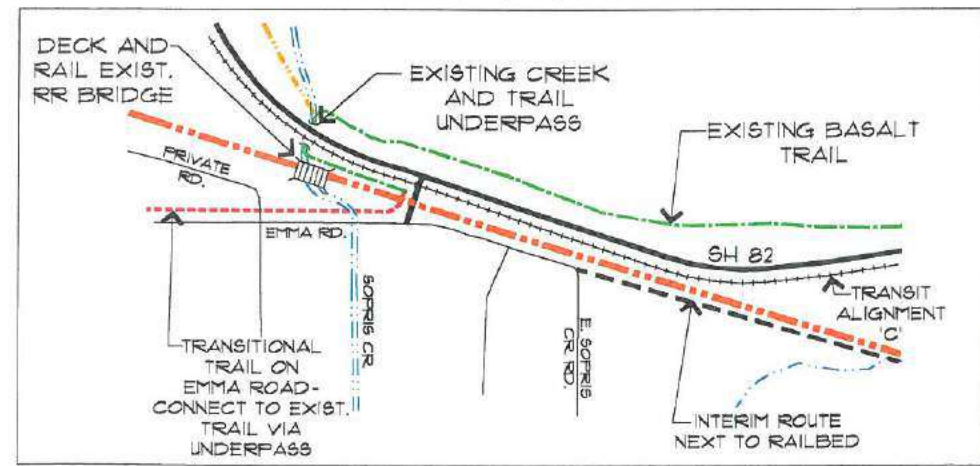 DECK AND
RAIL EXIST.
RR BRIDGE
EXISTING CREEK
AND TRAIL
UNDERPASS
EXISTING BASALT
TRAIL
PRIVATE
RD.
EMMA RD.
SH 82
SOPRIS CR
E. SOPRIS
CR RD.
TRANSIT
ALIGNMENT
'C'
TRANSITIONAL
TRAIL ON
EMMA ROAD-
CONNECT TO EXIST.
TRAIL VIA
UNDERPASS
INTERIM ROUTE
NEXT TO RAILBED